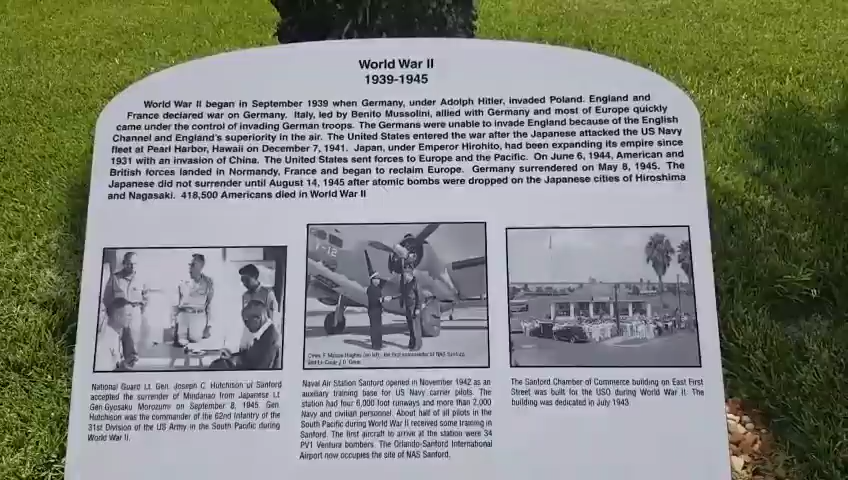 World War II
1939-1945
World War II began in September 1939 when Germany, under Adolph Hitler, invaded Poland. England and
France declared war on Germany. Italy, led by Benito Mussolini, allied with Germany and most of Europe quickly
came under the control of invading German troops. The Germans were unable to invade England because of the English
Channel and England's superiority in the air. The United States entered the war after the Japanese attacked the US Navy
fleet at Pearl Harbor, Hawaii on December 7, 1941. Japan, under Emperor Hirohito, had been expanding its empire since
1931 with an invasion of China. The United States sent forces to Europe and the Pacific. On June 6, 1944, American and
British forces landed in Normandy, France and began to reclaim Europe. Germany surrendered on May 8, 1945. The
Japanese did not surrender until August 14, 1945 after atomic bombs were dropped on the Japanese cities of Hiroshima
and Nagasaki. 418,500 Americans died in World War II
National Guard Lt. Gen. Joseph C. Hutchison of Sanford
accepted the surrender of Mindanao from Japanese Lt.
Gen Gyosaku Morozumi on September 8, 1945. Gen.
Hutchison was the commander of the 62nd Infantry of the
31st Division of the US Army in the South Pacific during
World War II.
Hughes (on left) - the first commander of NAS Sanford,
Naval Air Station Sanford opened in November 1942 as an
auxiliary training base for US Navy carrier pilots. The
station had four 6,000 foot runways and more than 2,000
Navy and civilian personnel. About half of all pilots in the
South Pacific during World War II received some training in
Sanford. The first aircraft to arrive at the station were 34
PV1 Ventura bombers. The Orlando-Sanford International
Airport now occupies the site of NAS Sanford.
The Sanford Chamber of Commerce building on East First
Street was built for the USO during World War II. The
building was dedicated in July 1943.